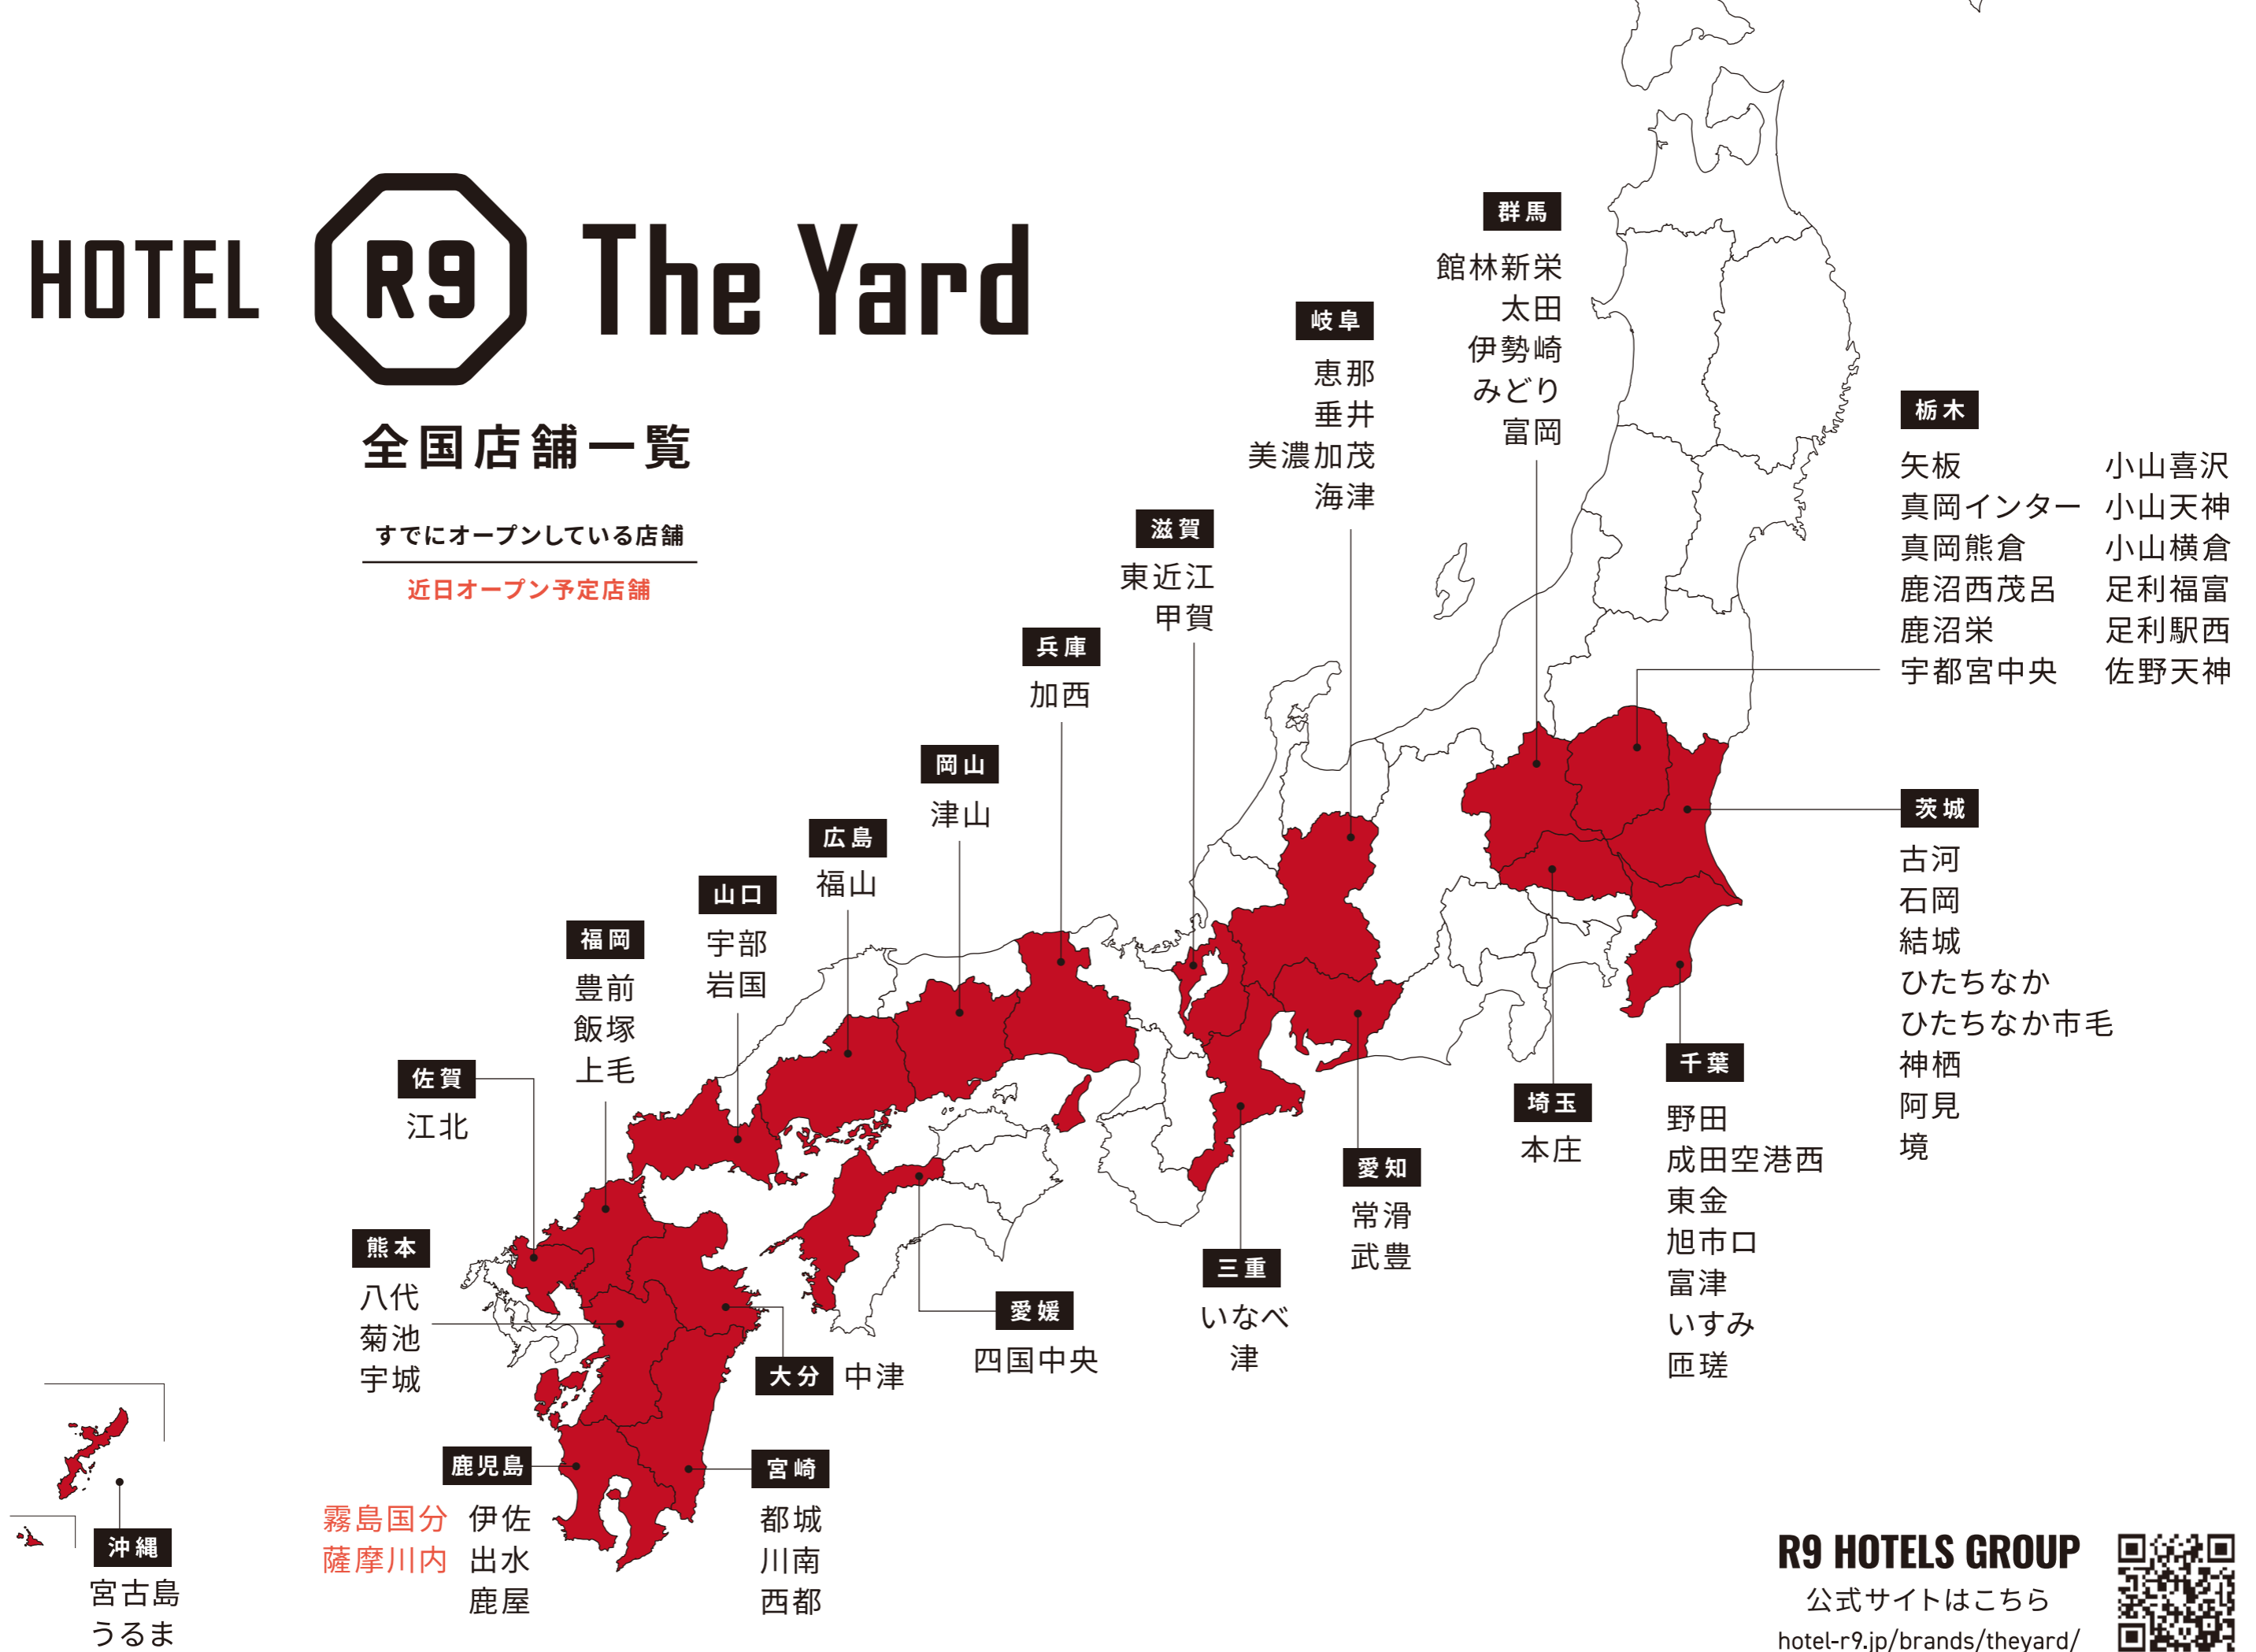 HOTEL R9 The Yard
全国店舗一覧
すでにオープンしている店舗
近日オープン予定店舗
群馬
館林新栄
太田
伊勢崎
みどり
富岡
岐阜
恵那
垂井
美濃加茂
海津
栃木
矢板
真岡インター
真岡熊倉
鹿沼西茂呂
鹿沼栄
宇都宮中央
小山喜沢
小山天神
小山横倉
足利福富
足利駅西
佐野天神
滋賀
東近江
甲賀
兵庫
加西
岡山
津山
広島
福山
山口
宇部
岩国
福岡
豊前
飯塚
上毛
佐賀
江北
熊本
八代
菊池
宇城
茨城
古河
石岡
結城
ひたちなか
ひたちなか市毛
神栖
阿見
境
千葉
野田
成田空港西
東金
旭市口
富津
いすみ
匝瑳
埼玉
本庄
愛知
常滑
武豊
三重
いなべ
津
愛媛
四国中央
大分
中津
鹿児島
霧島国分
薩摩川内
伊佐
出水
鹿屋
宮崎
都城
川南
西都
沖縄
宮古島
うるま
R9 HOTELS GROUP
公式サイトはこちら
hotel-r9.jp/brands/theyard/